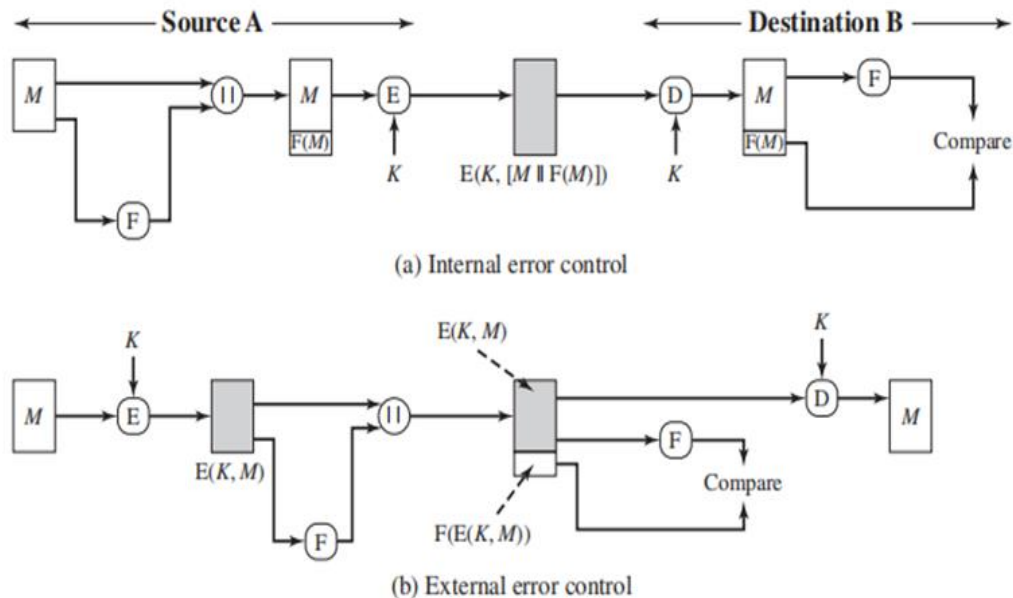 Source A
Destination B
M
F
||
M
F(M)
E
K
E(K, [M || F(M)])
D
K
M
F(M)
F
Compare
(a) Internal error control
M
K
E
E(K, M)
F
||
E(K, M)
F(E(K, M))
F
Compare
K
D
M
(b) External error control